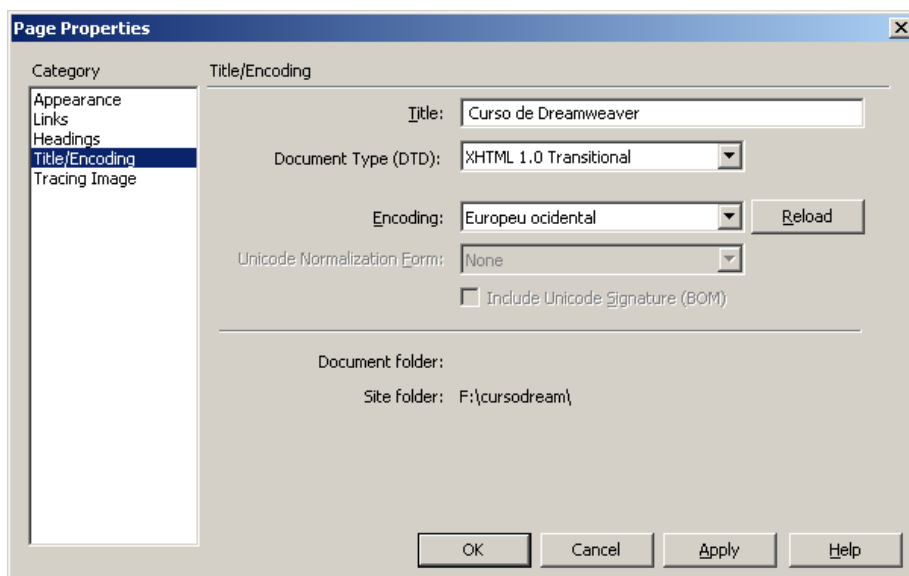 Page Properties
Category
Appearance
Links
Headings
Title/Encoding
Tracing Image
Title/Encoding
Title: Curso de Dreamweaver
Document Type (DTD): XHTML 1.0 Transitional
Encoding: Europeu ocidental Reload
Unicode Normalization Form: None
Include Unicode Signature (BOM)
Document folder:
Site folder: F:\cursodream\
OK Cancel Apply Help